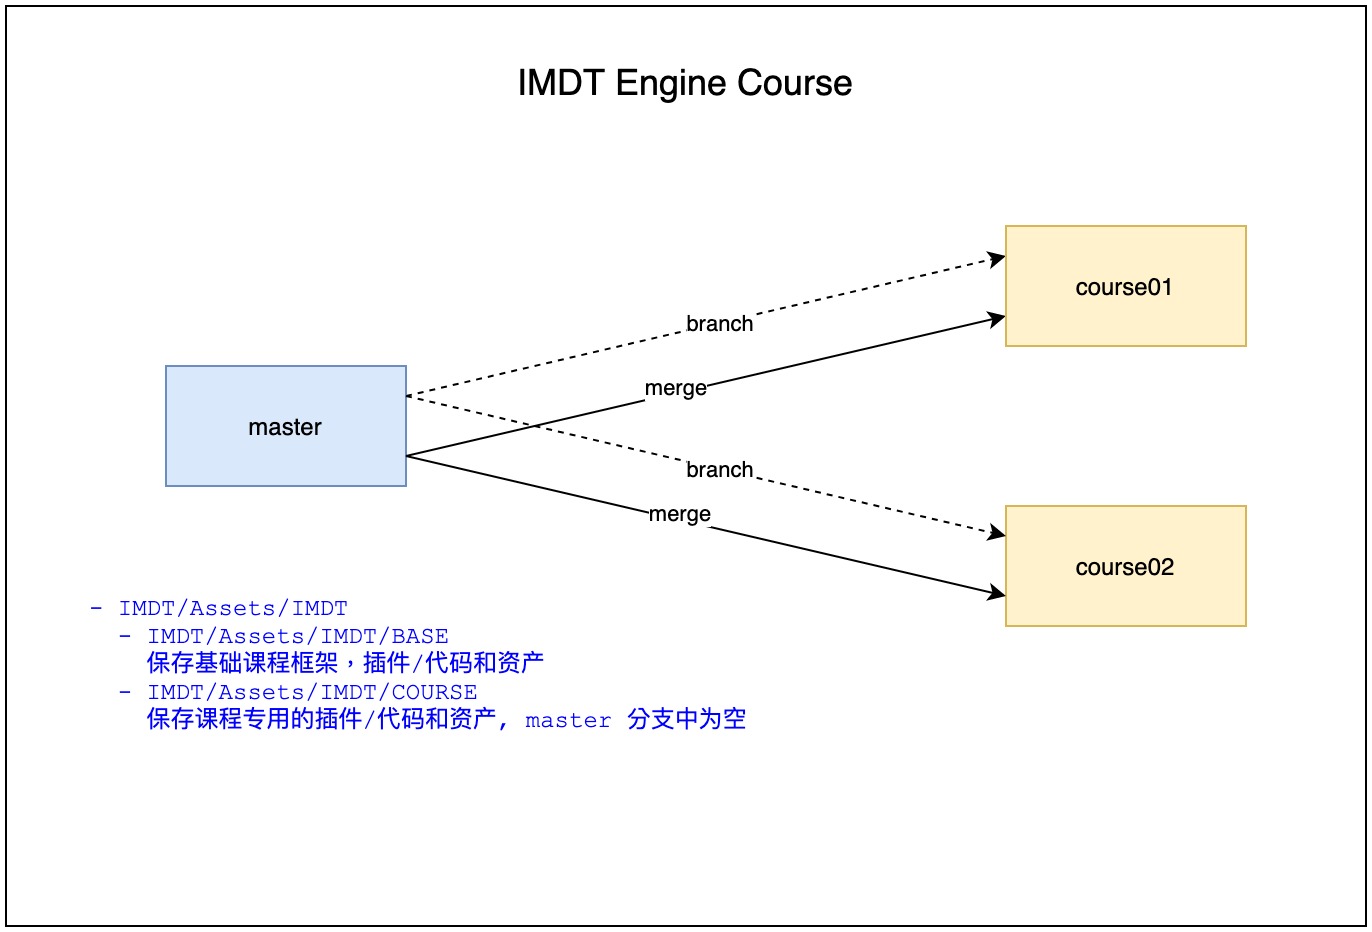 IMDT Engine Course
course01
branch
merge
master
branch
merge
course02
- IMDT/Assets/IMDT
- IMDT/Assets/IMDT/BASE
保存基础课程框架，插件/代码和资产
- IMDT/Assets/IMDT/COURSE
保存课程专用的插件/代码和资产, master 分支中为空